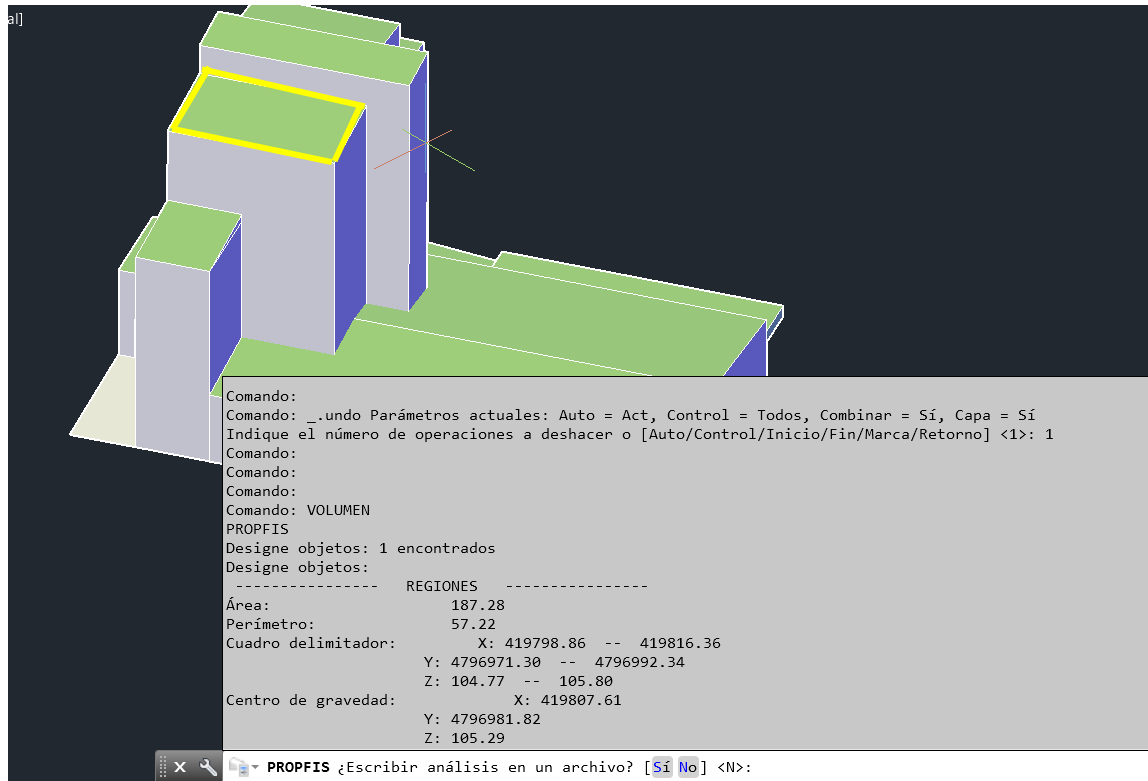 al]
Comando:
Comando: _.undo Parámetros actuales: Auto = Act, Control = Todos, Combinar = Sí, Capa = Sí
Indique el número de operaciones a deshacer o [Auto/Control/Inicio/Fin/Marca/Retorno] <1>: 1
Comando:
Comando:
Comando:
Comando: VOLUMEN
PROPFIS
Designe objetos: 1 encontrados
Designe objetos:
---------------- REGIONES ----------------
Área: 187.28
Perímetro: 57.22
Cuadro delimitador: X: 419798.86 -- 419816.36
Y: 4796971.30 -- 4796992.34
Z: 104.77 -- 105.80
Centro de gravedad: X: 419807.61
Y: 4796981.82
Z: 105.29
PROPFIS ¿Escribir análisis en un archivo? [Sí No] <N>: